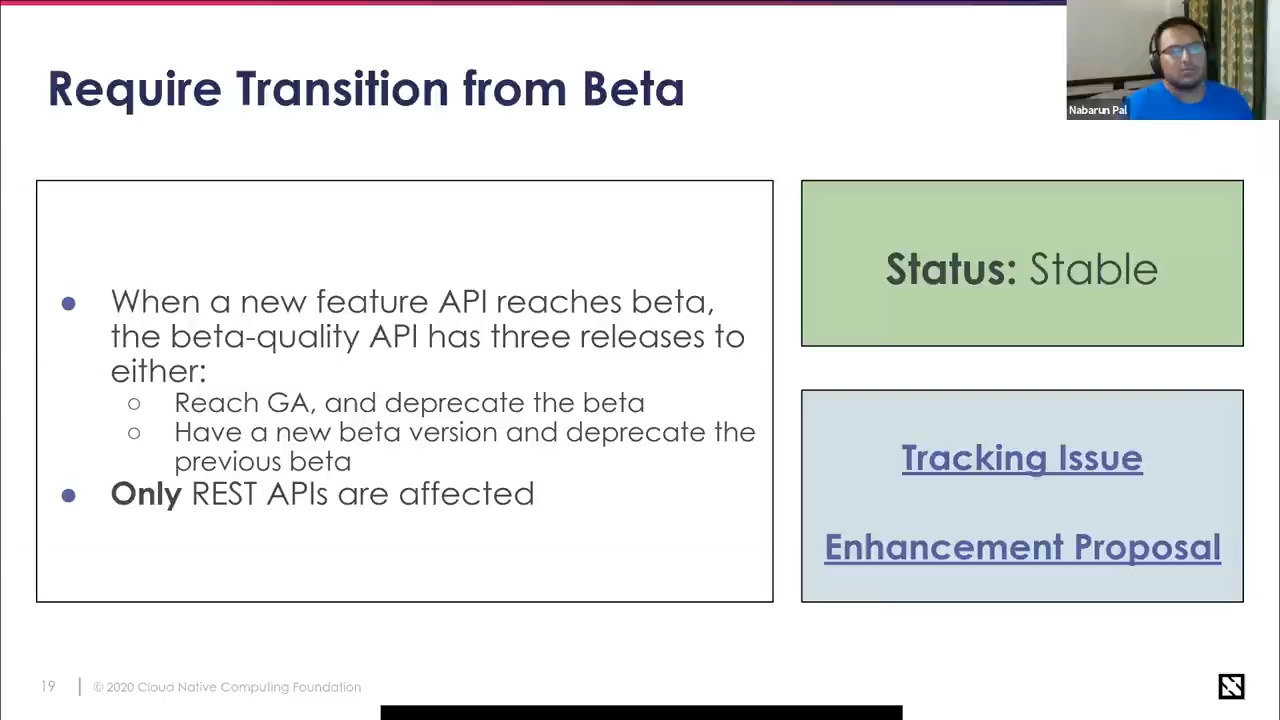 Require Transition from Beta
Nabarun Pal
● When a new feature API reaches beta,
the beta-quality API has three releases to
either:
○ Reach GA, and deprecate the beta
○ Have a new beta version and deprecate the
previous beta
● Only REST APIs are affected
Status: Stable
Tracking Issue
Enhancement Proposal
19
© 2020 Cloud Native Computing Foundation